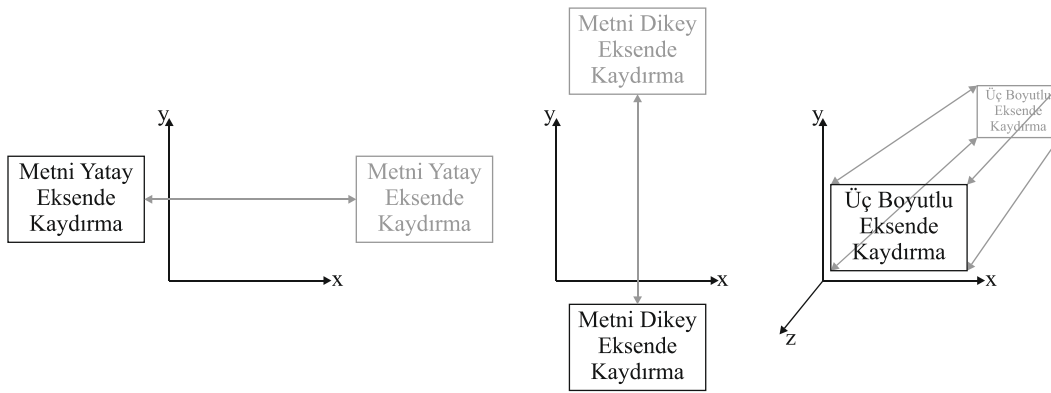 y
Metni Yatay
Eksende
Kaydırma
Metni Yatay
Eksende
Kaydırma
x
Metni Dikey
Eksende
Kaydırma
y
x
Metni Dikey
Eksende
Kaydırma
Üç Boyutlu
Eksende
Kaydırma
y
Üç Boyutlu
Eksende
Kaydırma
x
z